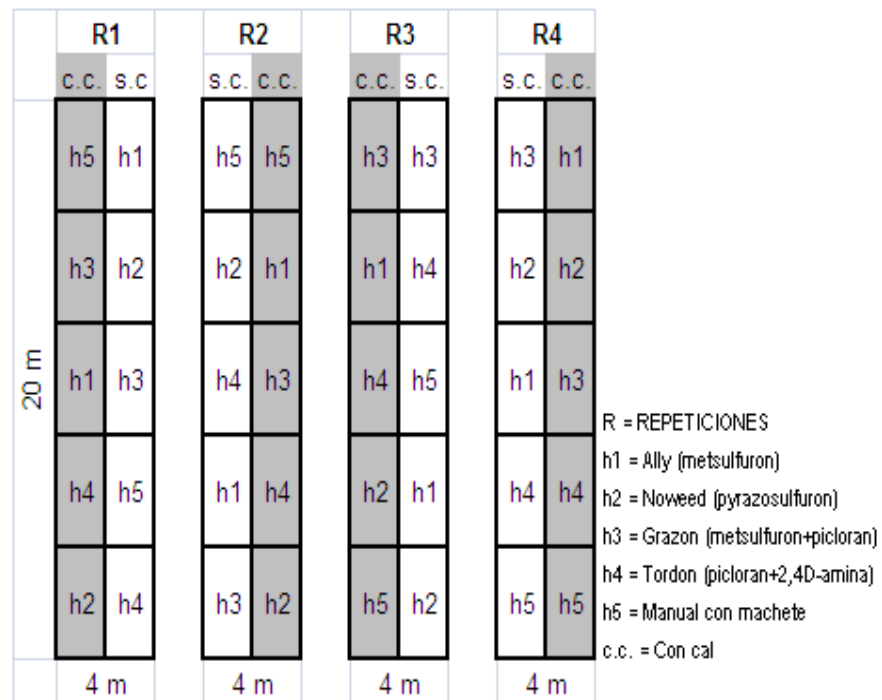 R1 R2 R3 R4
c.c. s.c s.c. c.c. c.c. s.c. s.c. c.c.
h5 h1 h5 h5 h3 h3 h3 h1
h3 h2 h2 h1 h1 h4 h2 h2
20 m
h1 h3 h4 h3 h4 h5 h1 h3
h4 h5 h1 h4 h2 h1 h4 h4
h2 h4 h3 h2 h5 h2 h5 h5
4 m 4 m 4 m 4 m
R = REPETICIONES
h1 = Ally (metsulfuron)
h2 = Noweed (pyrazosulfuron)
h3 = Grazon (metsulfuron+picloran)
h4 = Tordon (picloran+2,4D-amina)
h5 = Manual con machete
c.c. = Con cal